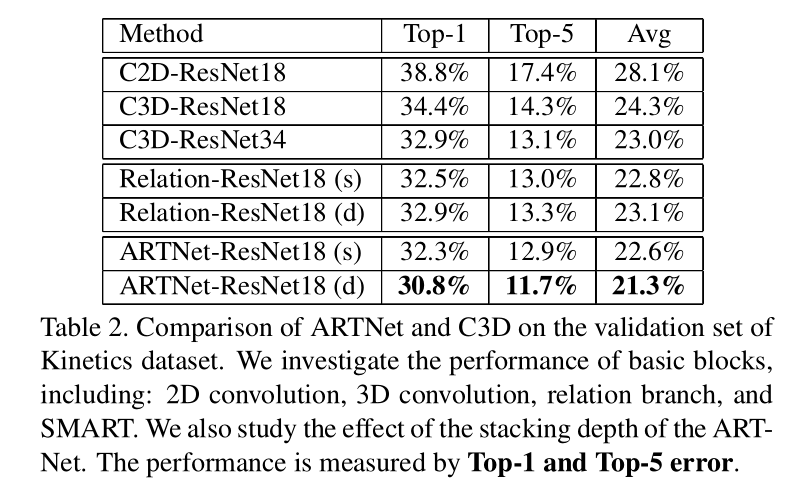 Method Top-1 Top-5 Avg
C2D-ResNet18 38.8% 17.4% 28.1%
C3D-ResNet18 34.4% 14.3% 24.3%
C3D-ResNet34 32.9% 13.1% 23.0%
Relation-ResNet18 (s) 32.5% 13.0% 22.8%
Relation-ResNet18 (d) 32.9% 13.3% 23.1%
ARTNet-ResNet18 (s) 32.3% 12.9% 22.6%
ARTNet-ResNet18 (d) 30.8% 11.7% 21.3%
Table 2. Comparison of ARTNet and C3D on the validation set of
Kinetics dataset. We investigate the performance of basic blocks,
including: 2D convolution, 3D convolution, relation branch, and
SMART. We also study the effect of the stacking depth of the ART-
Net. The performance is measured by Top-1 and Top-5 error.